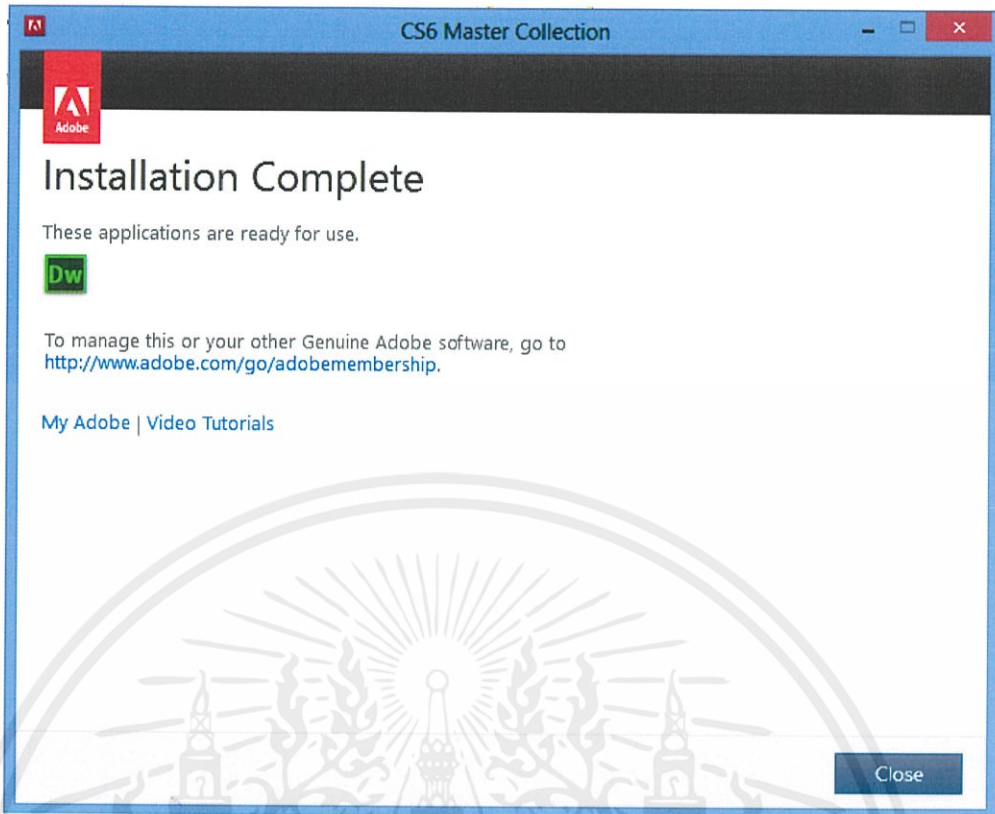 CS6 Master Collection
Adobe
Installation Complete
These applications are ready for use.
Dw
To manage this or your other Genuine Adobe software, go to
http://www.adobe.com/go/adobemembership.
My Adobe | Video Tutorials
Close